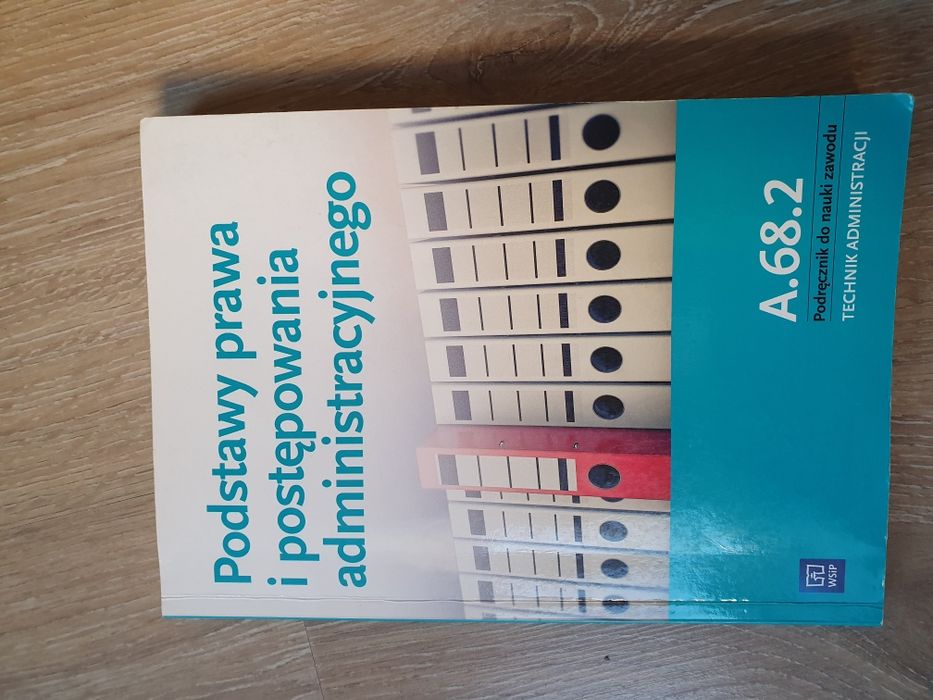 Podstawy prawa
i postępowania
administracyjnego
A.68.2
Podręcznik do nauki zawodu
TECHNIK ADMINISTRACJI
WSiP